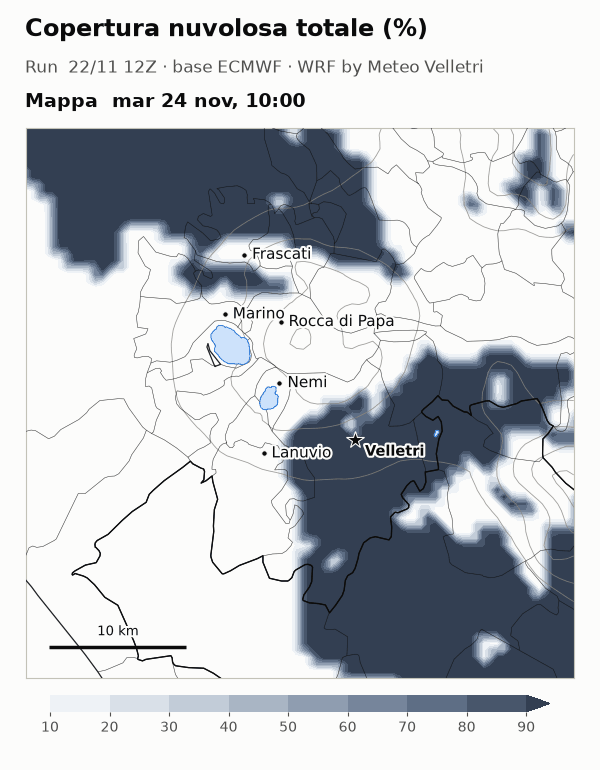 Copertura nuvolosa totale (%)
Run  22/11 12Z · base ECMWF · WRF by Meteo Velletri
Mappa  mar 24 nov, 10:00
Frascati
Marino
Rocca di Papa
Nemi
Velletri
Lanuvio
10 km
10 20 30 40 50 60 70 80 90